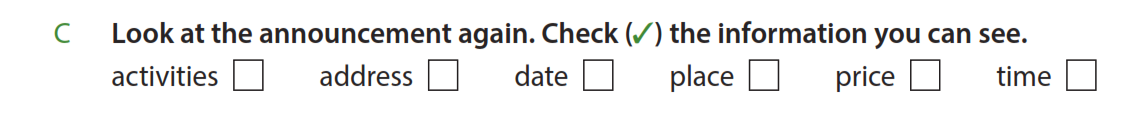 C Look at the announcement again. Check (✓) the information you can see.
activities □ address □ date □ place □ price □ time □